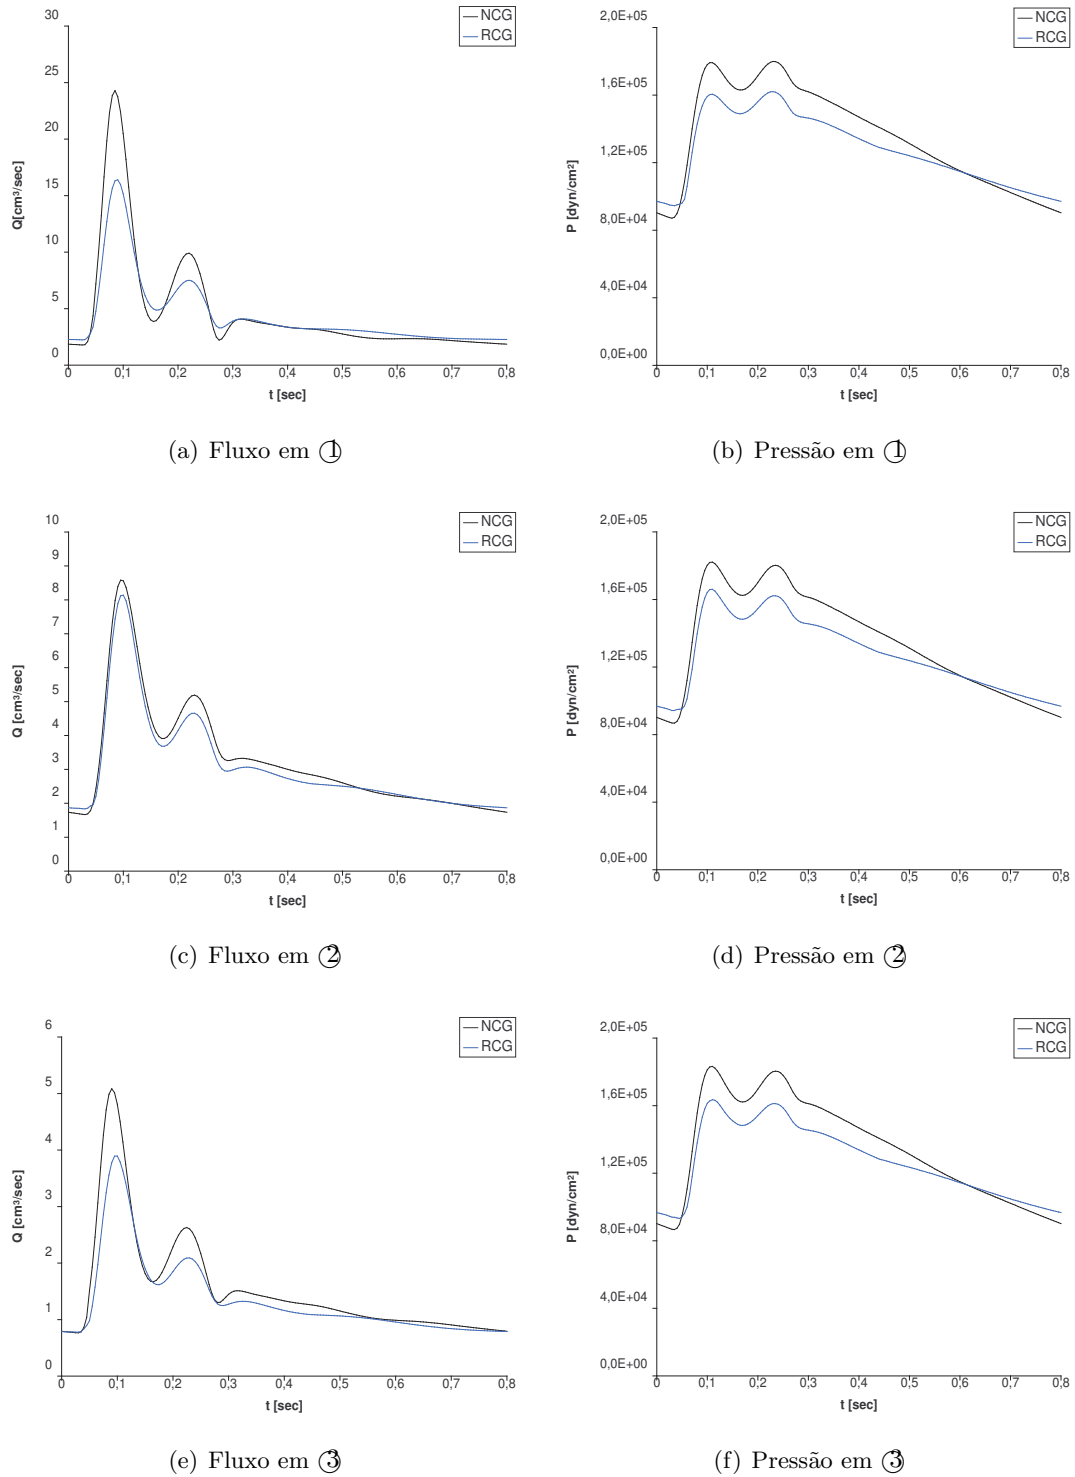 30
25
20
15
10
5
0
Q[cm³/sec]
NCG
RCG
0 0,1 0,2 0,3 0,4 0,5 0,6 0,7 0,8
t [sec]
(a) Fluxo em ①
2,0E+05
1,6E+05
1,2E+05
8,0E+04
4,0E+04
0,0E+00
P [dyn/cm²]
NCG
RCG
0 0,1 0,2 0,3 0,4 0,5 0,6 0,7 0,8
t [sec]
(b) Pressão em ①
10
9
8
7
6
5
4
3
2
1
0
Q [cm³/sec]
NCG
RCG
0 0,1 0,2 0,3 0,4 0,5 0,6 0,7 0,8
t [sec]
(c) Fluxo em ②
2,0E+05
1,6E+05
1,2E+05
8,0E+04
4,0E+04
0,0E+00
P [dyn/cm²]
NCG
RCG
0 0,1 0,2 0,3 0,4 0,5 0,6 0,7 0,8
t [sec]
(d) Pressão em ②
6
5
4
3
2
1
0
Q [cm³/sec]
NCG
RCG
0 0,1 0,2 0,3 0,4 0,5 0,6 0,7 0,8
t [sec]
(e) Fluxo em ③
2,0E+05
1,6E+05
1,2E+05
8,0E+04
4,0E+04
0,0E+00
P [dyn/cm²]
NCG
RCG
0 0,1 0,2 0,3 0,4 0,5 0,6 0,7 0,8
t [sec]
(f) Pressão em ③